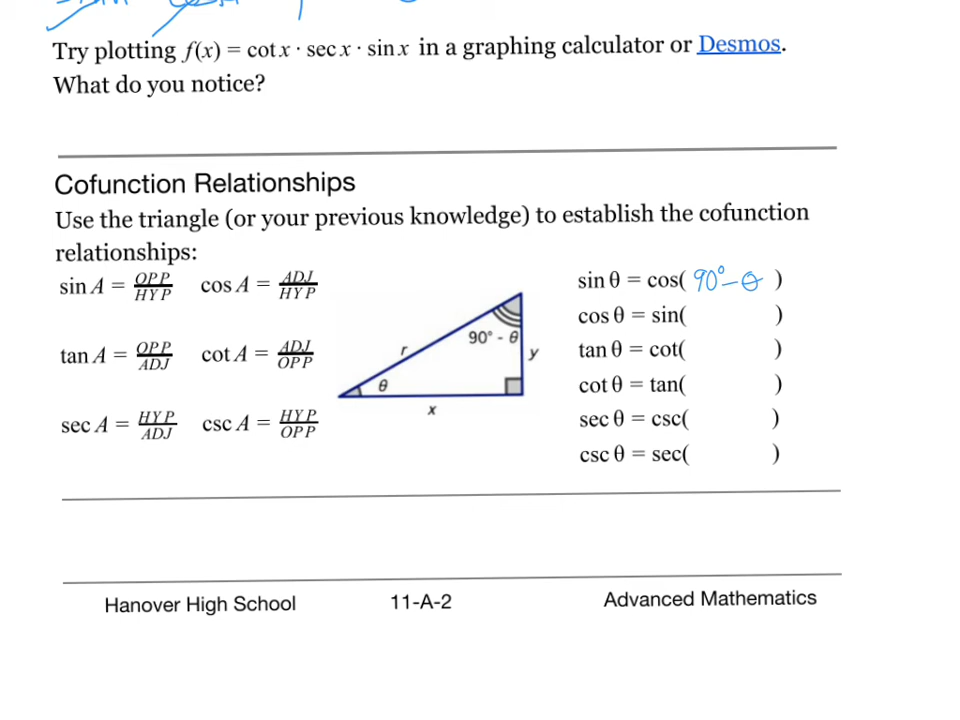 Try plotting f(x) = cot x · sec x · sin x in a graphing calculator or Desmos.
What do you notice?
Cofunction Relationships
Use the triangle (or your previous knowledge) to establish the cofunction
relationships:
sin A = OPP/HYP cos A = ADJ/HYP
tan A = OPP/ADJ cot A = ADJ/OPP
sec A = HYP/ADJ csc A = HYP/OPP
90° - θ
r
y
θ
x
sin θ = cos( 90° – θ )
cos θ = sin( )
tan θ = cot( )
cot θ = tan( )
sec θ = csc( )
csc θ = sec( )
Hanover High School 11-A-2 Advanced Mathematics